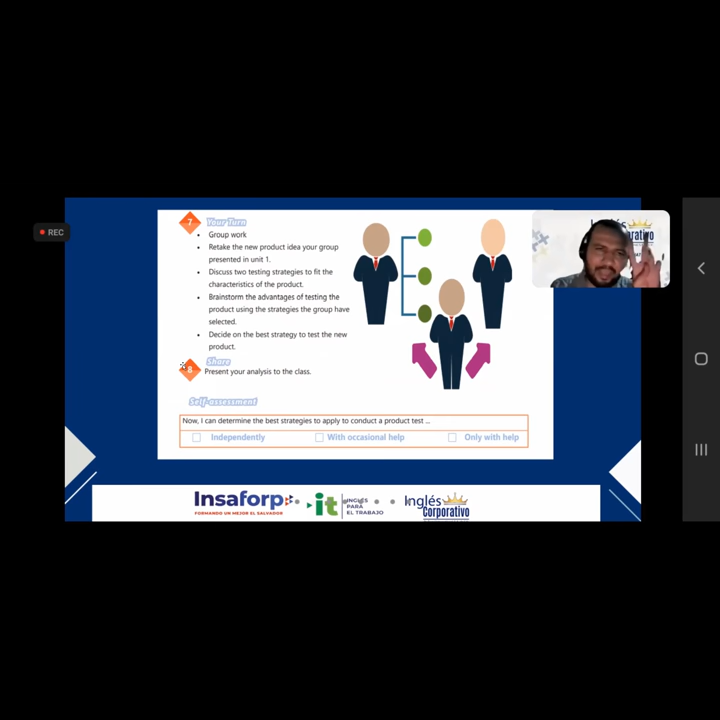 REC
7 Your Turn
• Group work
• Retake the new product idea your group
presented in unit 1.
• Discuss two testing strategies to fit the
characteristics of the product.
• Brainstorm the advantages of testing the
product using the strategies the group have
selected.
• Decide on the best strategy to test the new
product.
8 Share
Present your analysis to the class.
Self-assessment
Now, I can determine the best strategies to apply to conduct a product test ...
Independently With occasional help Only with help
Insaforp
FORMANDO UN MEJOR EL SALVADOR
it
INGLÉS
PARA
EL TRABAJO
Inglés
Corporativo